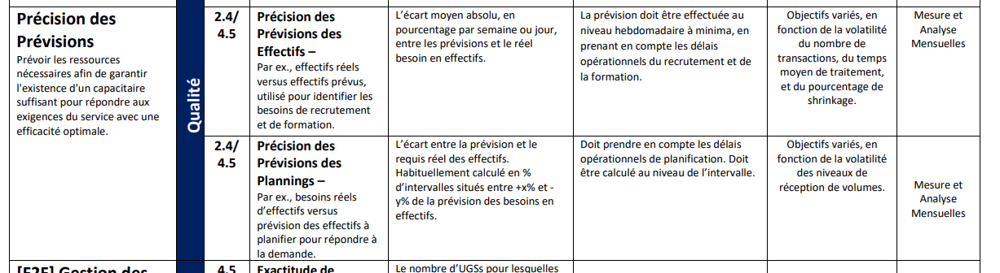 Précision des
Prévisions
Prévoir les ressources
nécessaires afin de garantir
l'existence d'un capacitaire
suffisant pour répondre aux
exigences du service avec une
efficacité optimale.
Qualité
2.4/
4.5
Précision des
Prévisions des
Effectifs –
Par ex., effectifs réels
versus effectifs prévus,
utilisé pour identifier les
besoins de recrutement
et de formation.
L’écart moyen absolu, en
pourcentage par semaine ou jour,
entre les prévisions et le réel
besoin en effectifs.
La prévision doit être effectuée au
niveau hebdomadaire à minima, en
prenant en compte les délais
opérationnels du recrutement et de
la formation.
Objectifs variés, en
fonction de la volatilité
du nombre de
transactions, du temps
moyen de traitement,
et du pourcentage de
shrinkage.
Mesure et
Analyse
Mensuelles
2.4/
4.5
Précision des
Prévisions des
Plannings –
Par ex., besoins réels
d’effectifs versus
prévision des effectifs à
planifier pour répondre à
la demande.
L’écart entre la prévision et le
requis réel des effectifs.
Habituellement calculé en %
d’intervalles situés entre +x% et -
y% de la prévision des besoins en
effectifs.
Doit prendre en compte les délais
opérationnels de planification. Doit
être calculé au niveau de l’intervalle.
Objectifs variés, en
fonction de la volatilité
des niveaux de
réception de volumes.
Mesure et
Analyse
Mensuelles
[F2F] Gestion des
4.5
Exactitude de
Le nombre d’UGSs pour lesquelles